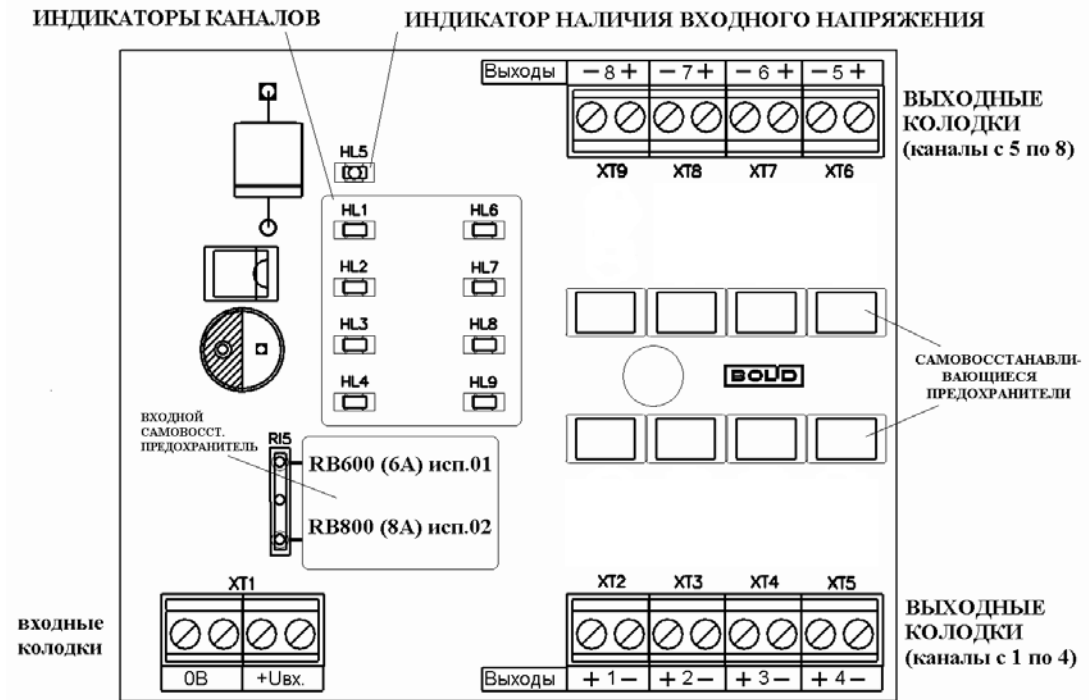 ИНДИКАТОРЫ КАНАЛОВ
ИНДИКАТОР НАЛИЧИЯ ВХОДНОГО НАПРЯЖЕНИЯ
Выходы
− 8 +
− 7 +
− 6 +
− 5 +
ВЫХОДНЫЕ
КОЛОДКИ
(каналы с 5 по 8)
XT9
XT8
XT7
XT6
HL5
HL1
HL6
HL2
HL7
HL3
HL8
HL4
HL9
BOLID
САМОВОССТАНАВЛИ-
ВАЮЩИЕСЯ
ПРЕДОХРАНИТЕЛИ
ВХОДНОЙ
САМОВОССТ.
ПРЕДОХРАНИТЕЛЬ
RI5
RB600 (6А) исп.01
RB800 (8А) исп.02
XT1
входные
колодки
0В
+Uвх.
XT2
XT3
XT4
XT5
Выходы
+ 1 −
+ 2 −
+ 3 −
+ 4 −
ВЫХОДНЫЕ
КОЛОДКИ
(каналы с 1 по 4)